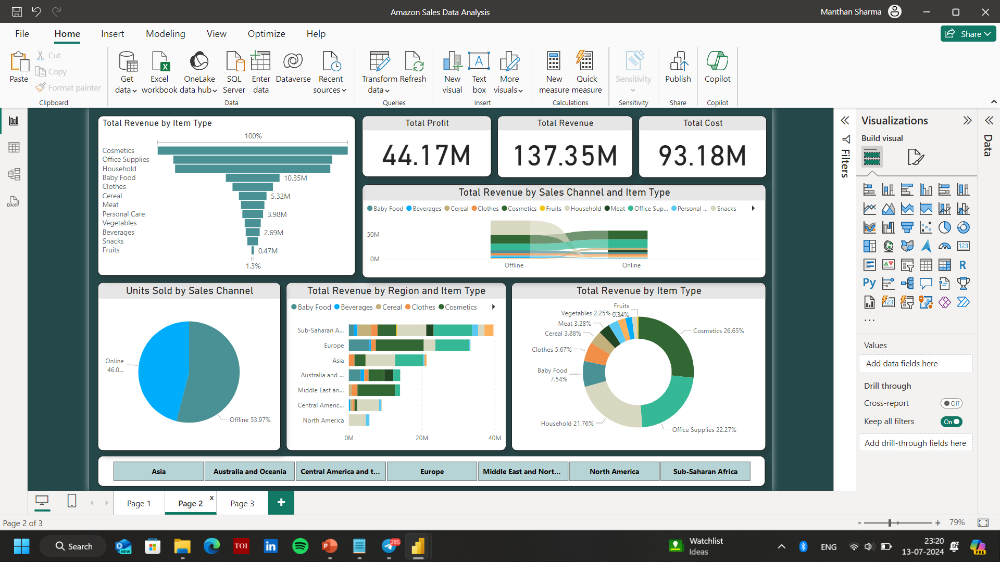 Amazon Sales Data Analysis
Manthan Sharma
File Home Insert Modeling View Optimize Help
Share
Paste
Cut
Copy
Format painter
Clipboard
Get data
Excel workbook
OneLake data hub
SQL Server
Enter data
Dataverse
Recent sources
Data
Transform data
Refresh
Queries
New visual
Text box
More visuals
Insert
New measure
Quick measure
Calculations
Sensitivity
Sensitivity
Publish
Share
Copilot
Copilot
DAX
Total Revenue by Item Type
100%
Cosmetics
Office Supplies
Household
Baby Food 10.35M
Clothes
Cereal 5.32M
Meat
Personal Care 3.98M
Vegetables
Beverages 2.69M
Snacks
Fruits 0.47M
1.3%
Total Profit
44.17M
Total Revenue
137.35M
Total Cost
93.18M
Total Revenue by Sales Channel and Item Type
Baby Food Beverages Cereal Clothes Cosmetics Fruits Household Meat Office Sup... Personal ... Snacks
50M
0M
Offline Online
Units Sold by Sales Channel
Online
46.0...
Offline 53.97%
Total Revenue by Region and Item Type
Baby Food Beverages Cereal Clothes Cosmetics
Sub-Saharan A...
Europe
Asia
Australia and ...
Middle East an...
Central Americ...
North America
0M 20M 40M
Total Revenue by Item Type
Fruits
0.34%
Vegetables 2.25%
Meat 3.28%
Cereal 3.88%
Clothes 5.67%
Baby Food
7.54%
Household 21.76%
Cosmetics 26.65%
Office Supplies 22.27%
Asia
Australia and Oceania
Central America and t...
Europe
Middle East and Nort...
North America
Sub-Saharan Africa
Filters
Visualizations
Build visual
123
R
Py
123
...
Values
Add data fields here
Drill through
Cross-report Off
Keep all filters On
Add drill-through fields here
Data
Page 1 Page 2 x Page 3 +
Page 2 of 3
- + 79%
Search
NEW
TOI
in
P
285
Watchlist
Ideas
ENG
23:20
13-07-2024
PRE